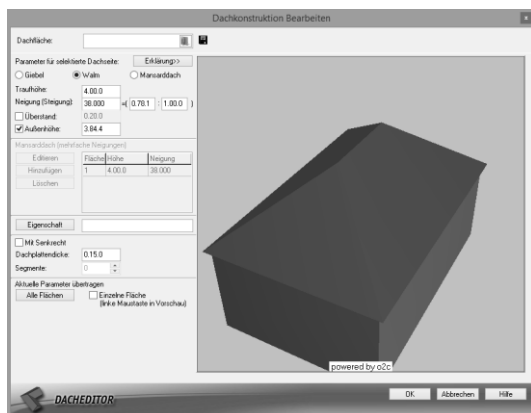 Dachkonstruktion Bearbeiten
x
Dachfläche:
Parameter für selektierte Dachseite: Erklärung>>
Giebel Walm Mansarddach
Traufhöhe: 4.00.0
Neigung (Steigung): 38.000 =( 0.78.1 : 1.00.0 )
Überstand: 0.20.0
Außenhöhe: 3.84.4
Mansarddach (mehrfache Neigungen)
Editieren Fläche Höhe Neigung
Hinzufügen 1 4.00.0 38.000
Löschen
Eigenschaft
Mit Senkrecht
Dachplattendicke: 0.15.0
Segmente: 0
Aktuelle Parameter übertragen
Alle Flächen Einzelne Fläche
(linke Maustaste in Vorschau)
powered by o2c
DACHEDITOR
OK Abbrechen Hilfe